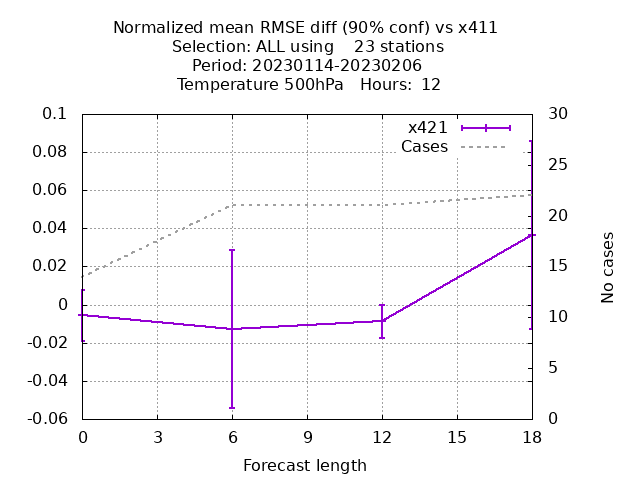 Normalized mean RMSE diff (90% conf) vs x411
Selection: ALL using    23 stations
Period: 20230114-20230206
Temperature 500hPa   Hours:  12
x421
Cases
0.1
0.08
0.06
0.04
0.02
0
-0.02
-0.04
-0.06
30
25
20
15
10
5
0
No cases
0
3
6
9
12
15
18
Forecast length